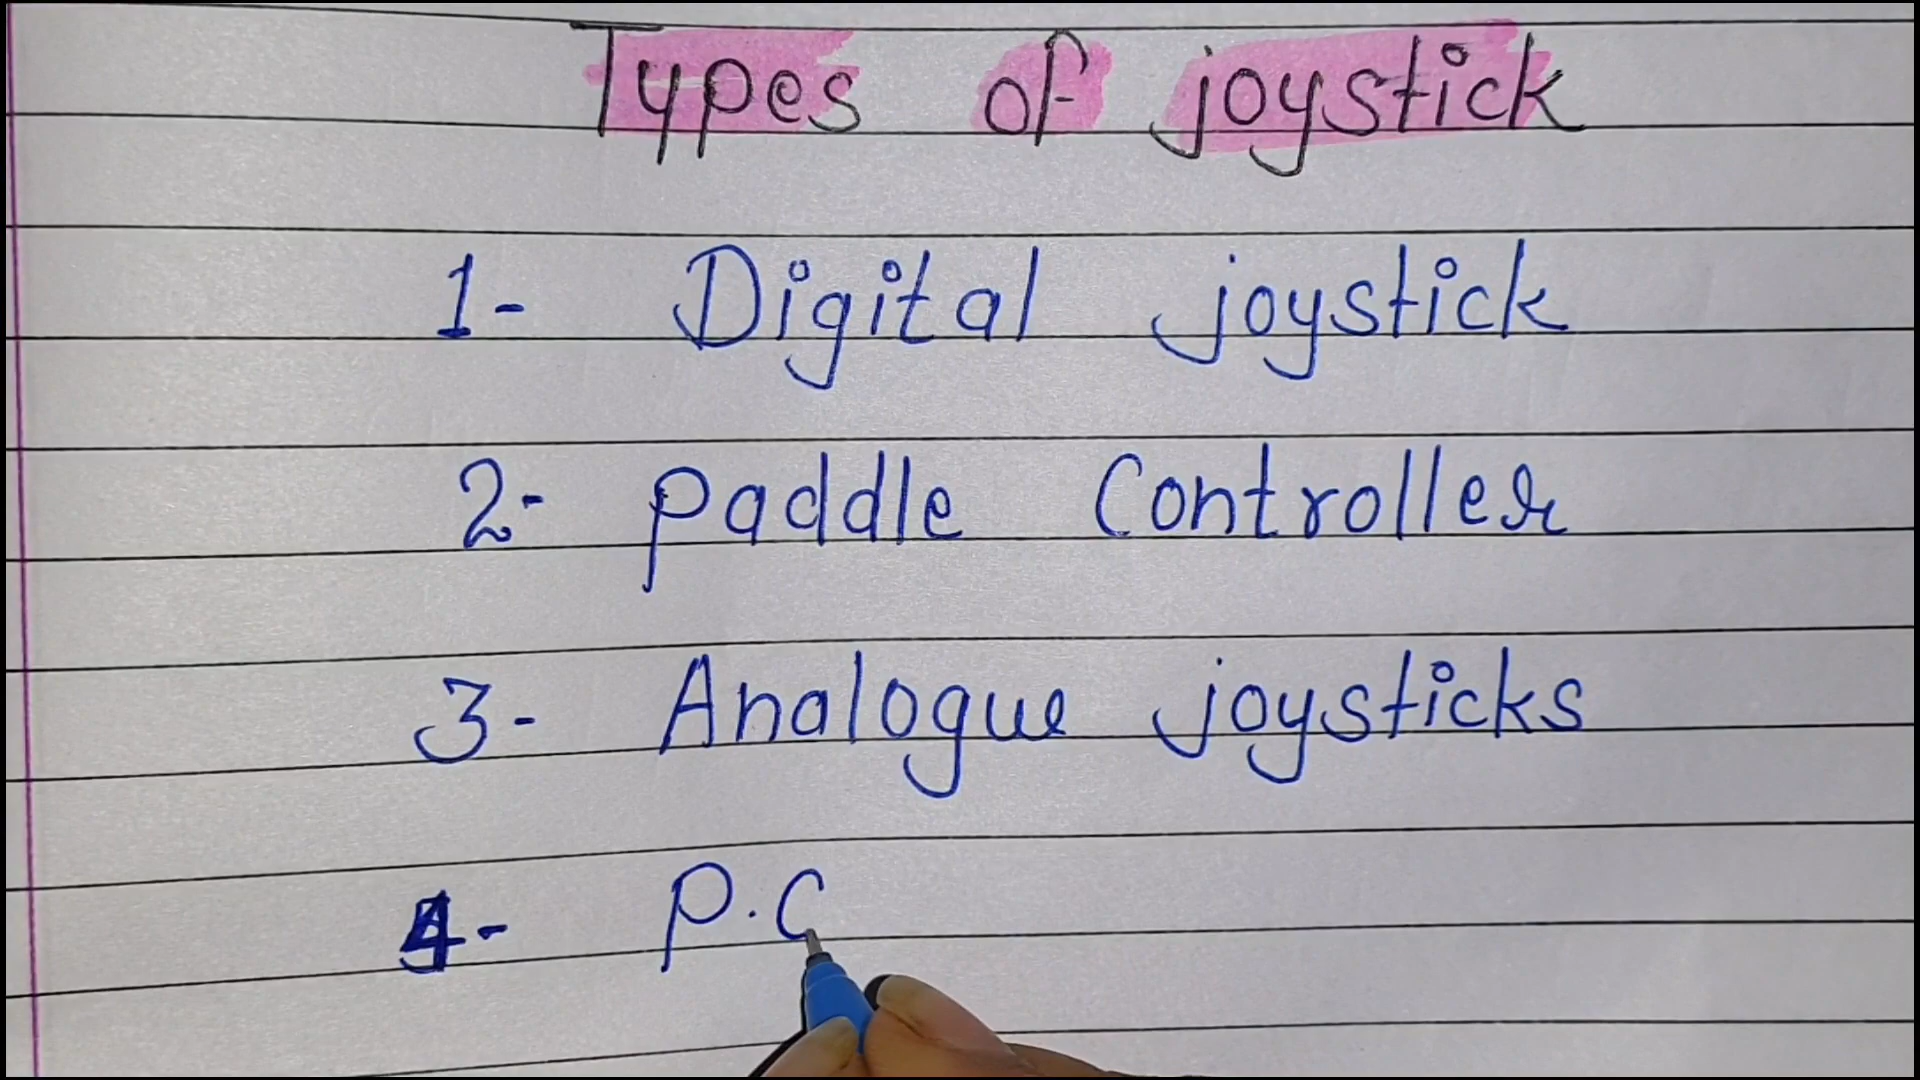 Types of joystick
1- Digital joystick
2- Paddle Controller
3- Analogue joysticks
4- P.C